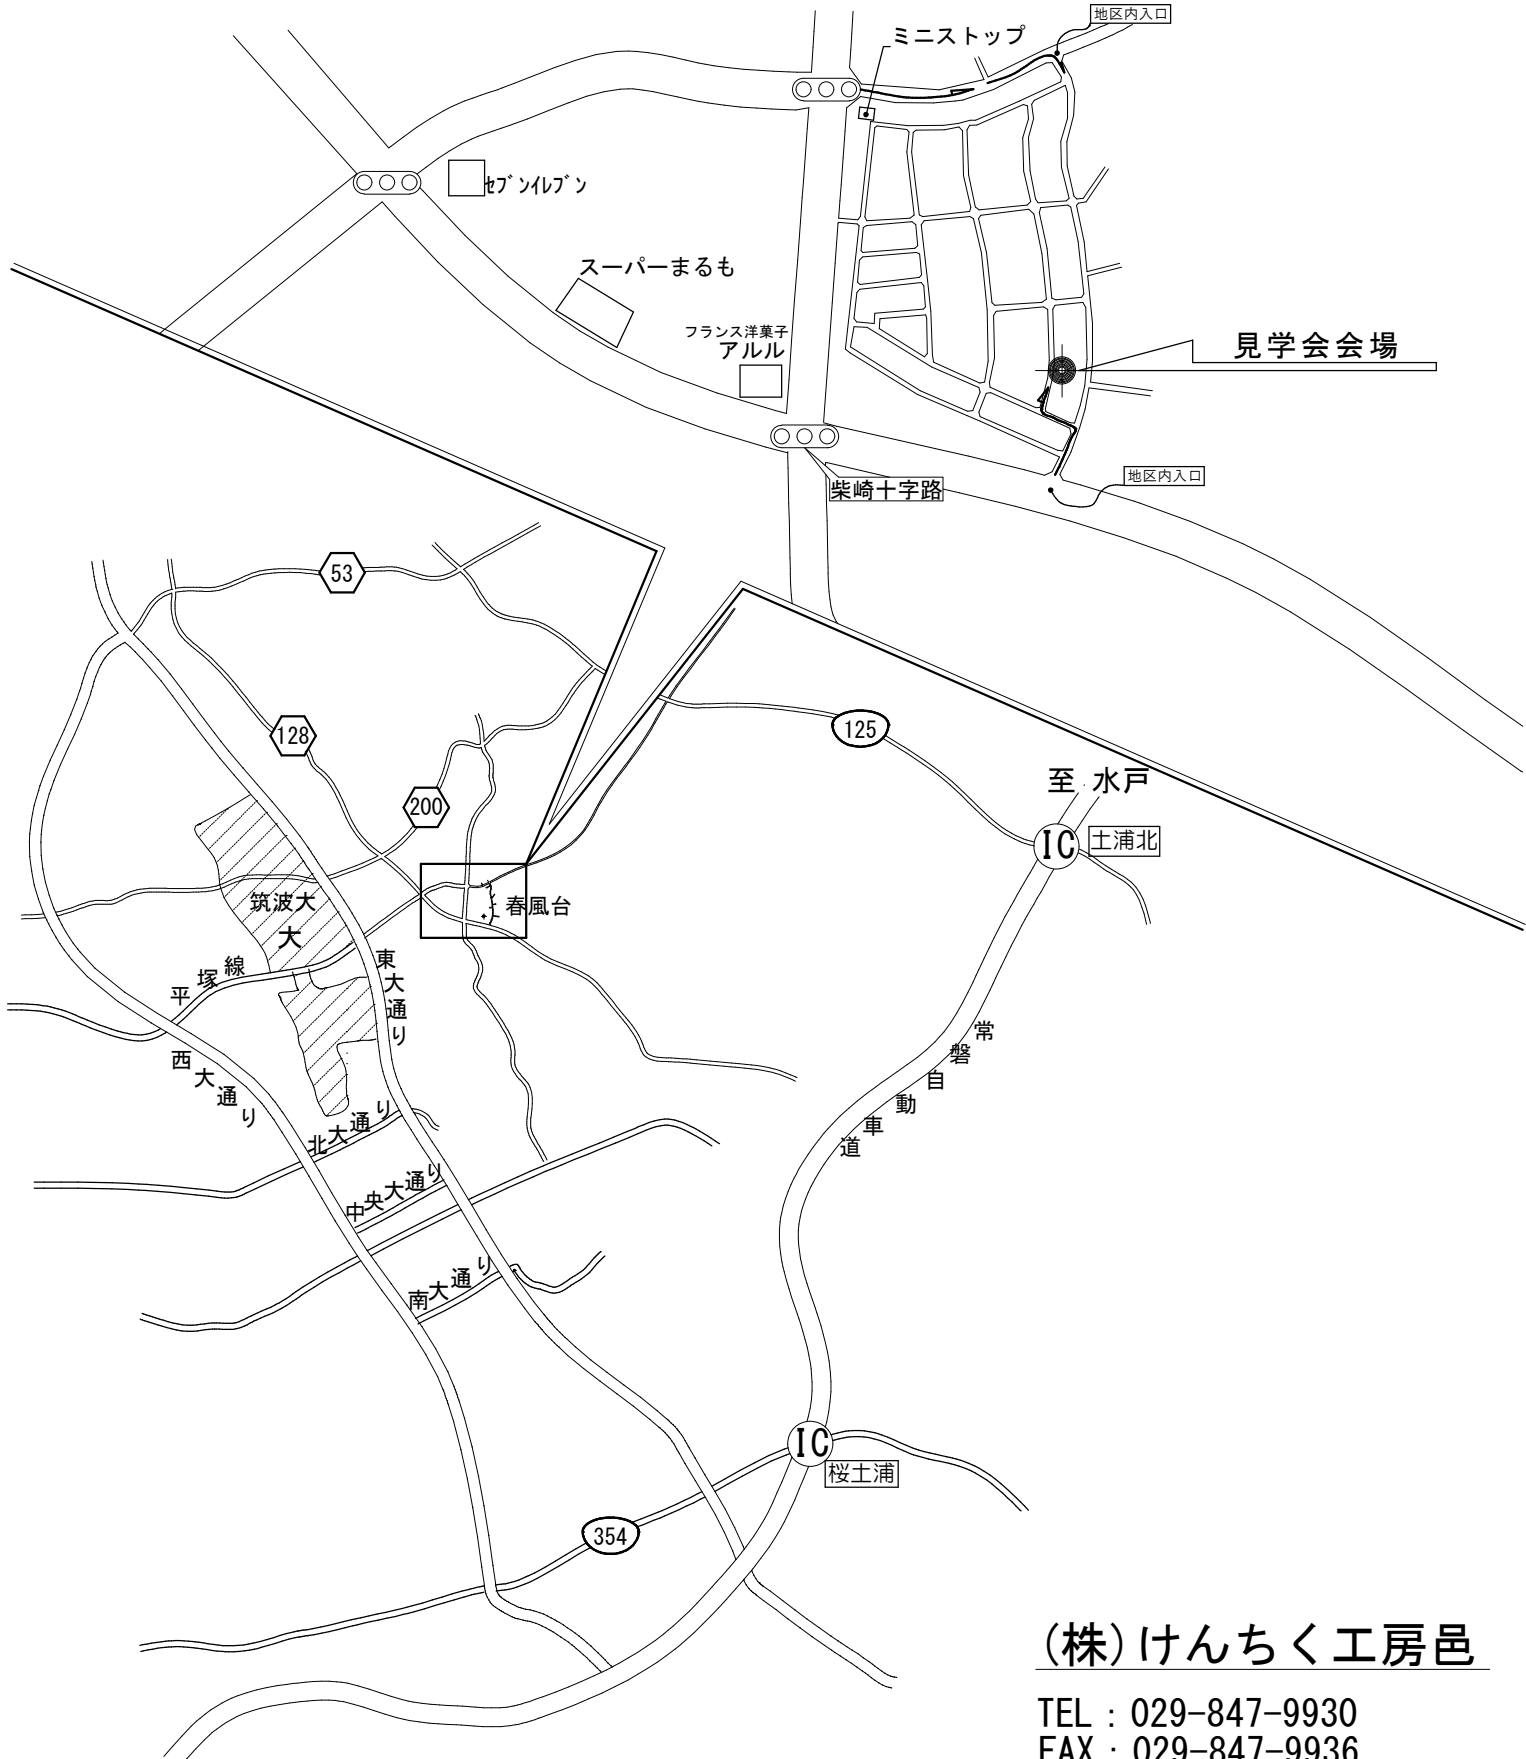 地区内入口
ミニストップ
ｾﾌﾞﾝｲﾚﾌﾞﾝ
スーパーまるも
フランス洋菓子
アルル
見学会会場
地区内入口
柴崎十字路
53
128
125
至 水戸
200
IC
土浦北
筑波大
大
春風台
平塚線
東大通り
西大通り
常磐自動車道
北大通り
中央大通り
南大通り
IC
桜土浦
354
(株)けんちく工房邑
TEL：029-847-9930
FAX：029-847-9936